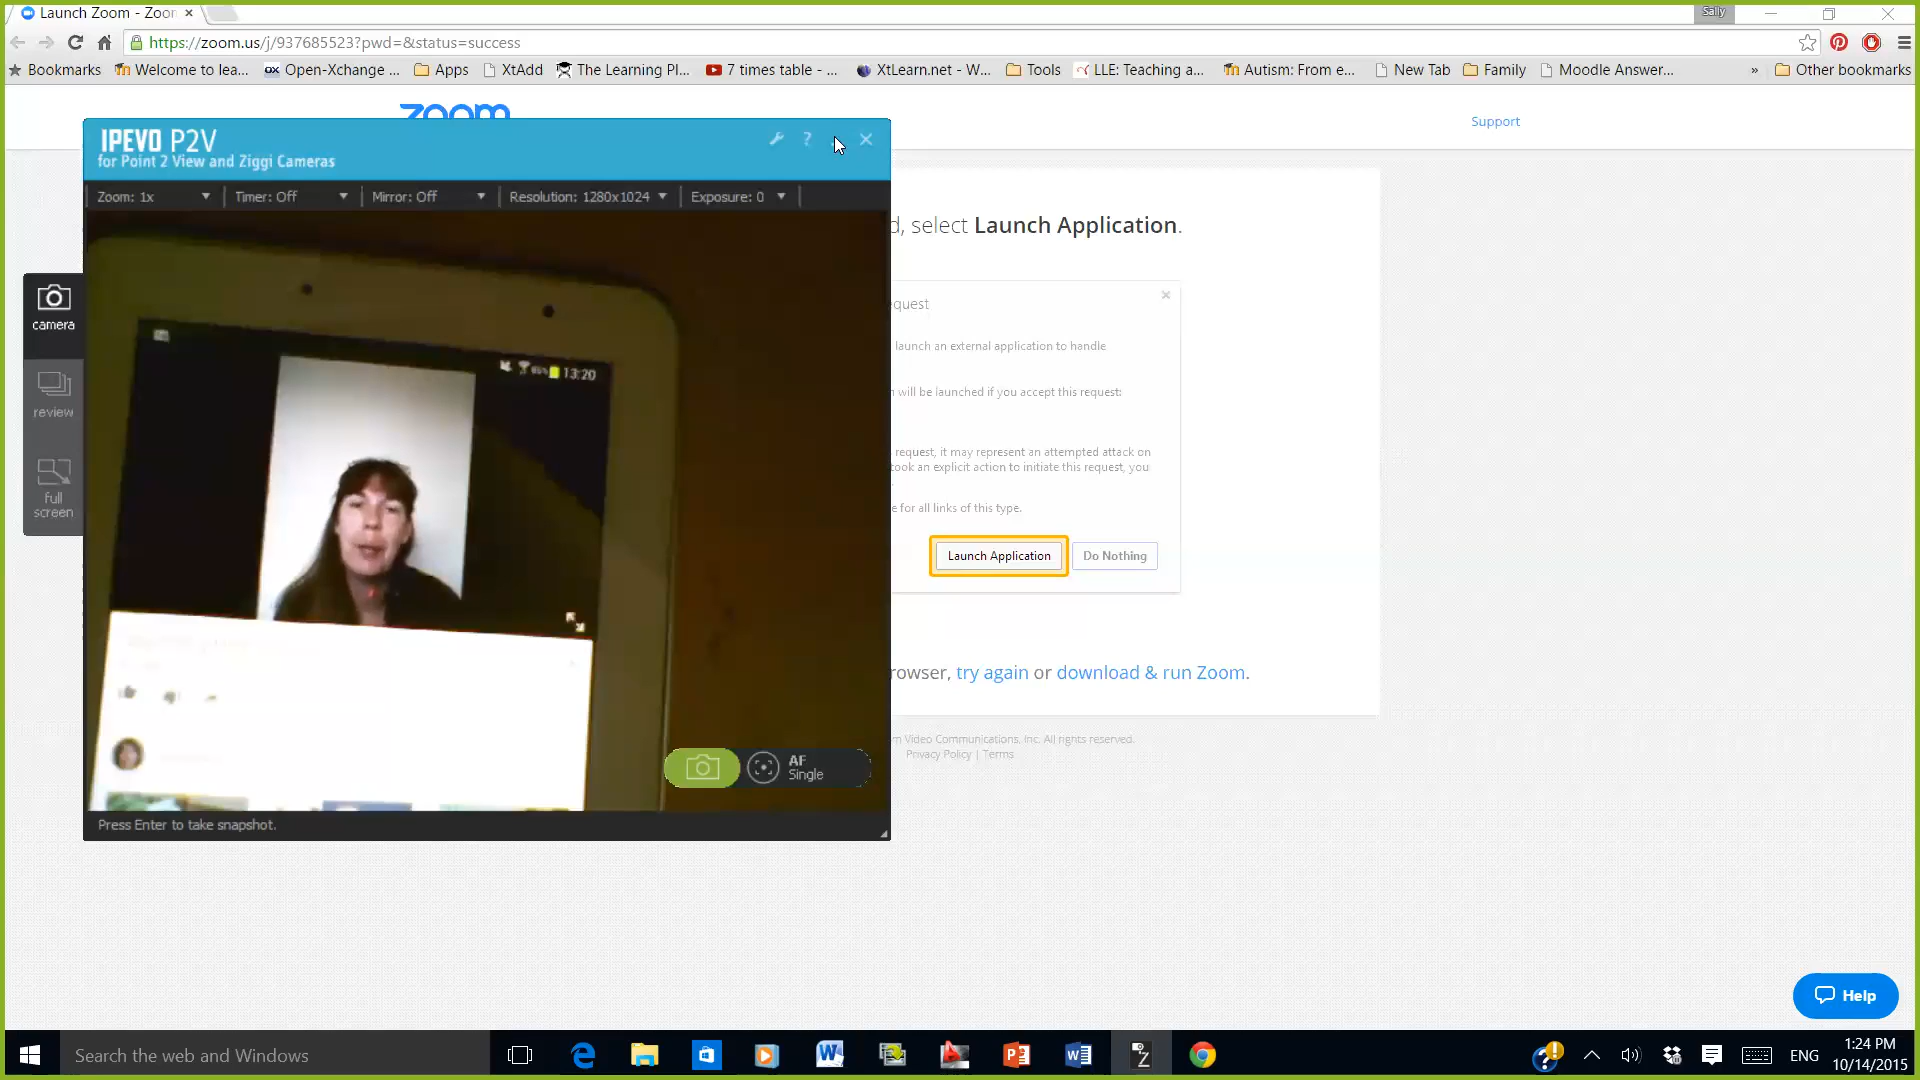 Launch Zoom - Zoom
Sally
https://zoom.us/j/937685523?pwd=&status=success
Bookmarks Welcome to lea... Open-Xchange ... Apps XtAdd The Learning Pl... 7 times table - ... XtLearn.net - W... Tools LLE: Teaching a... Autism: From e... New Tab Family Moodle Answer... » Other bookmarks
zoom
Support
IPEVO P2V
for Point 2 View and Ziggi Cameras
Zoom: 1x Timer: Off Mirror: Off Resolution: 1280x1024 Exposure: 0
d, select Launch Application.
camera
review
full
screen
13:20
quest
launch an external application to handle
will be launched if you accept this request:
request, it may represent an attempted attack on
ook an explicit action to initiate this request, you
e for all links of this type.
Launch Application Do Nothing
rowser, try again or download & run Zoom.
m Video Communications, Inc. All rights reserved.
Privacy Policy | Terms
AF
Single
Press Enter to take snapshot.
Help
Search the web and Windows
ENG
1:24 PM
10/14/2015